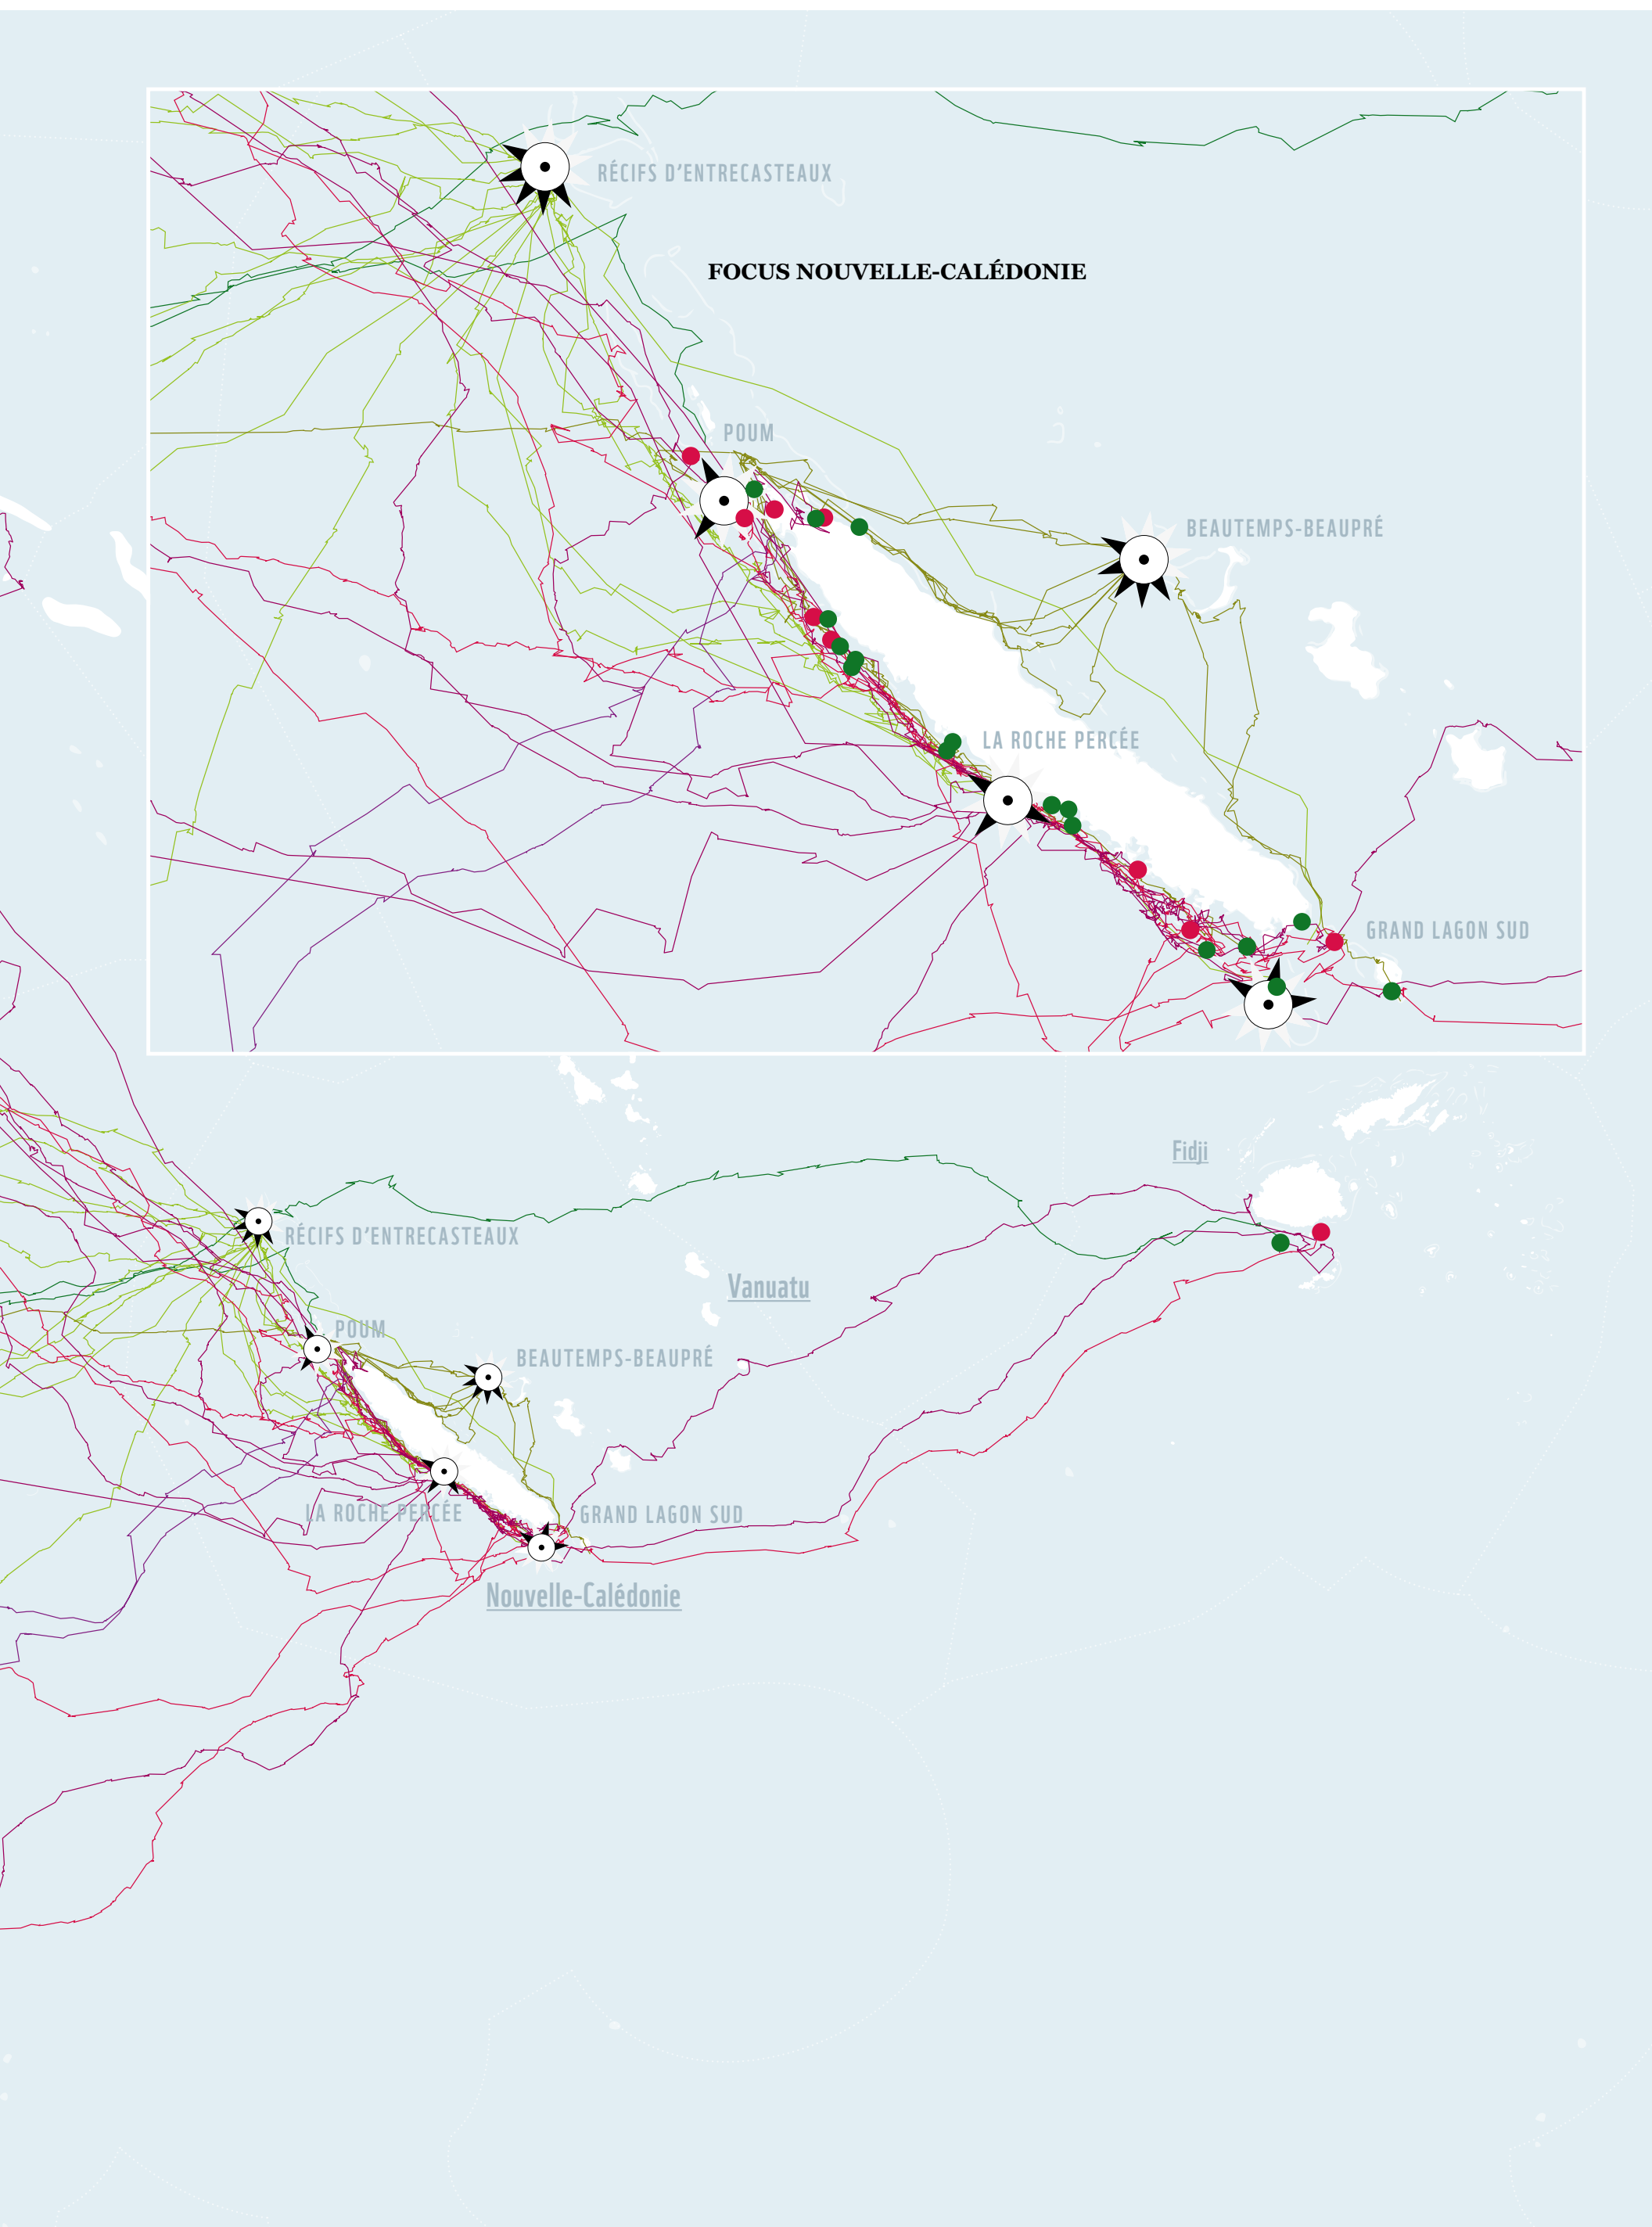 RÉCIFS D’ENTRECASTEAUX
FOCUS NOUVELLE-CALÉDONIE
POUM
BEAUTEMPS-BEAUPRÉ
LA ROCHE PERCÉE
GRAND LAGON SUD
Fidji
RÉCIFS D’ENTRECASTEAUX
Vanuatu
POUM
BEAUTEMPS-BEAUPRÉ
LA ROCHE PERCÉE
GRAND LAGON SUD
Nouvelle-Calédonie